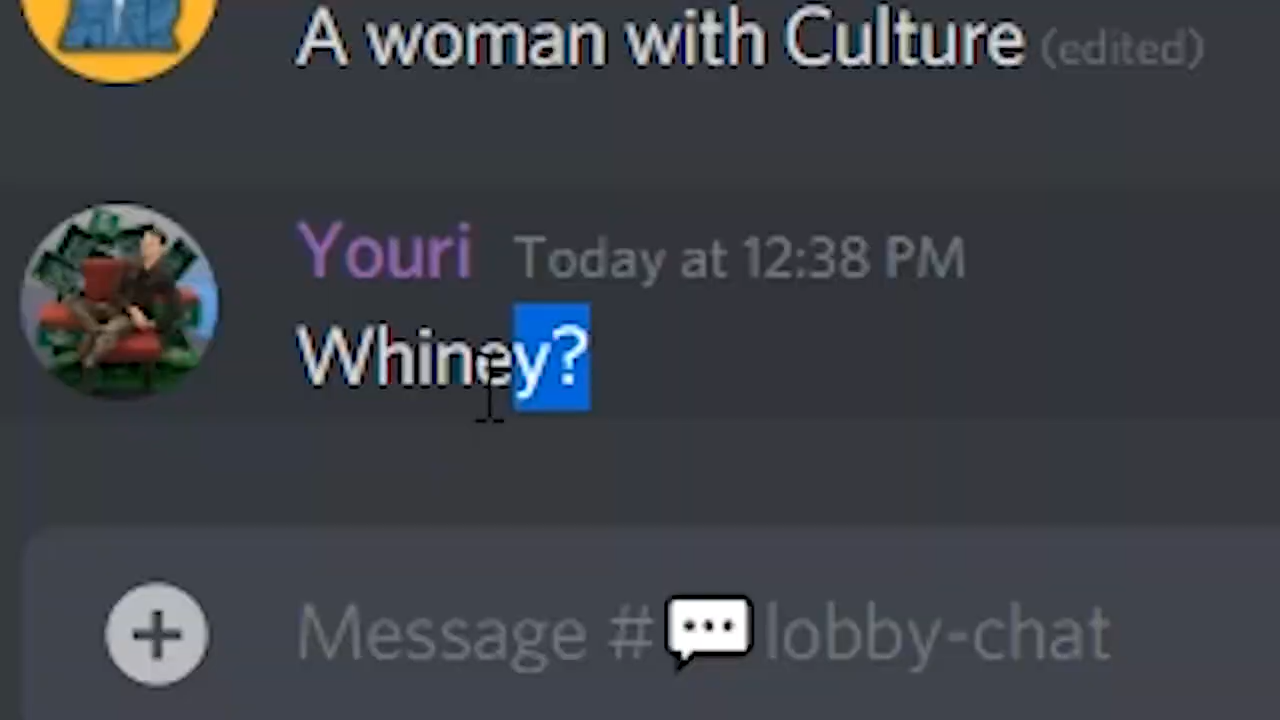 A woman with Culture (edited)
Youri Today at 12:38 PM
Whiney?
Message #💬lobby-chat